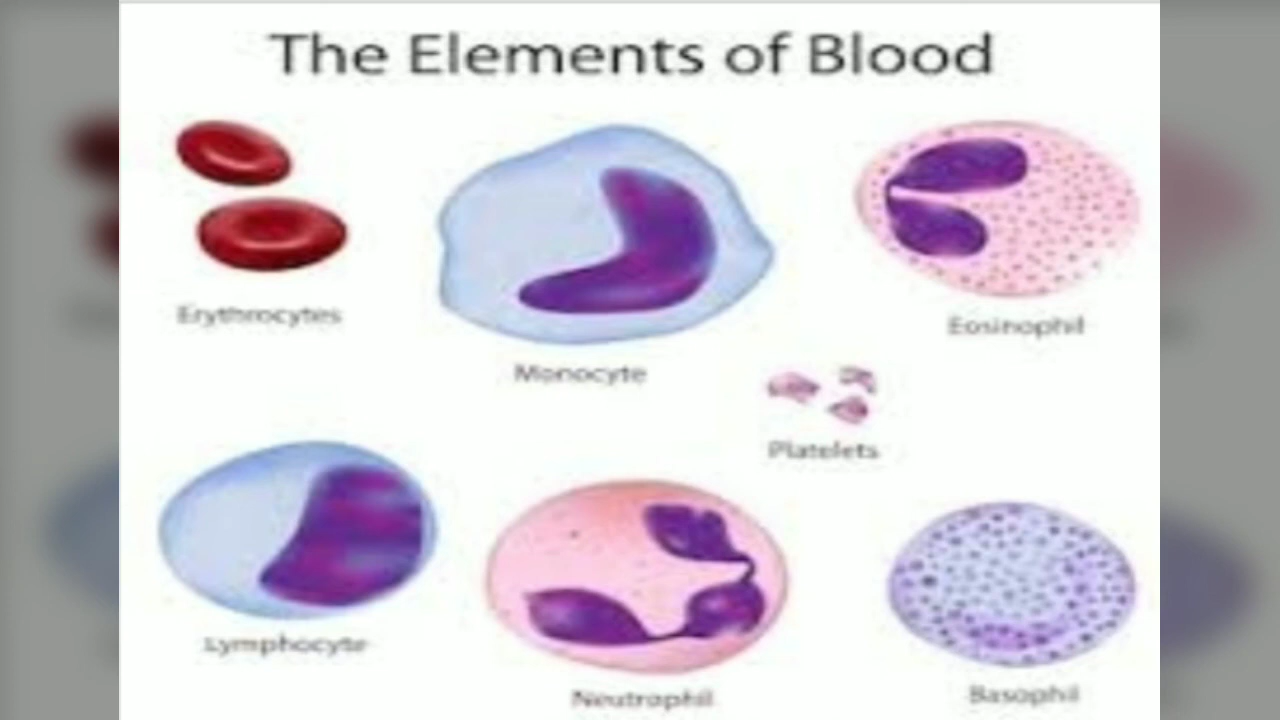 The Elements of Blood
Erythrocytes
Monocyte
Eosinophil
Platelets
Lymphocyte
Neutrophil
Basophil